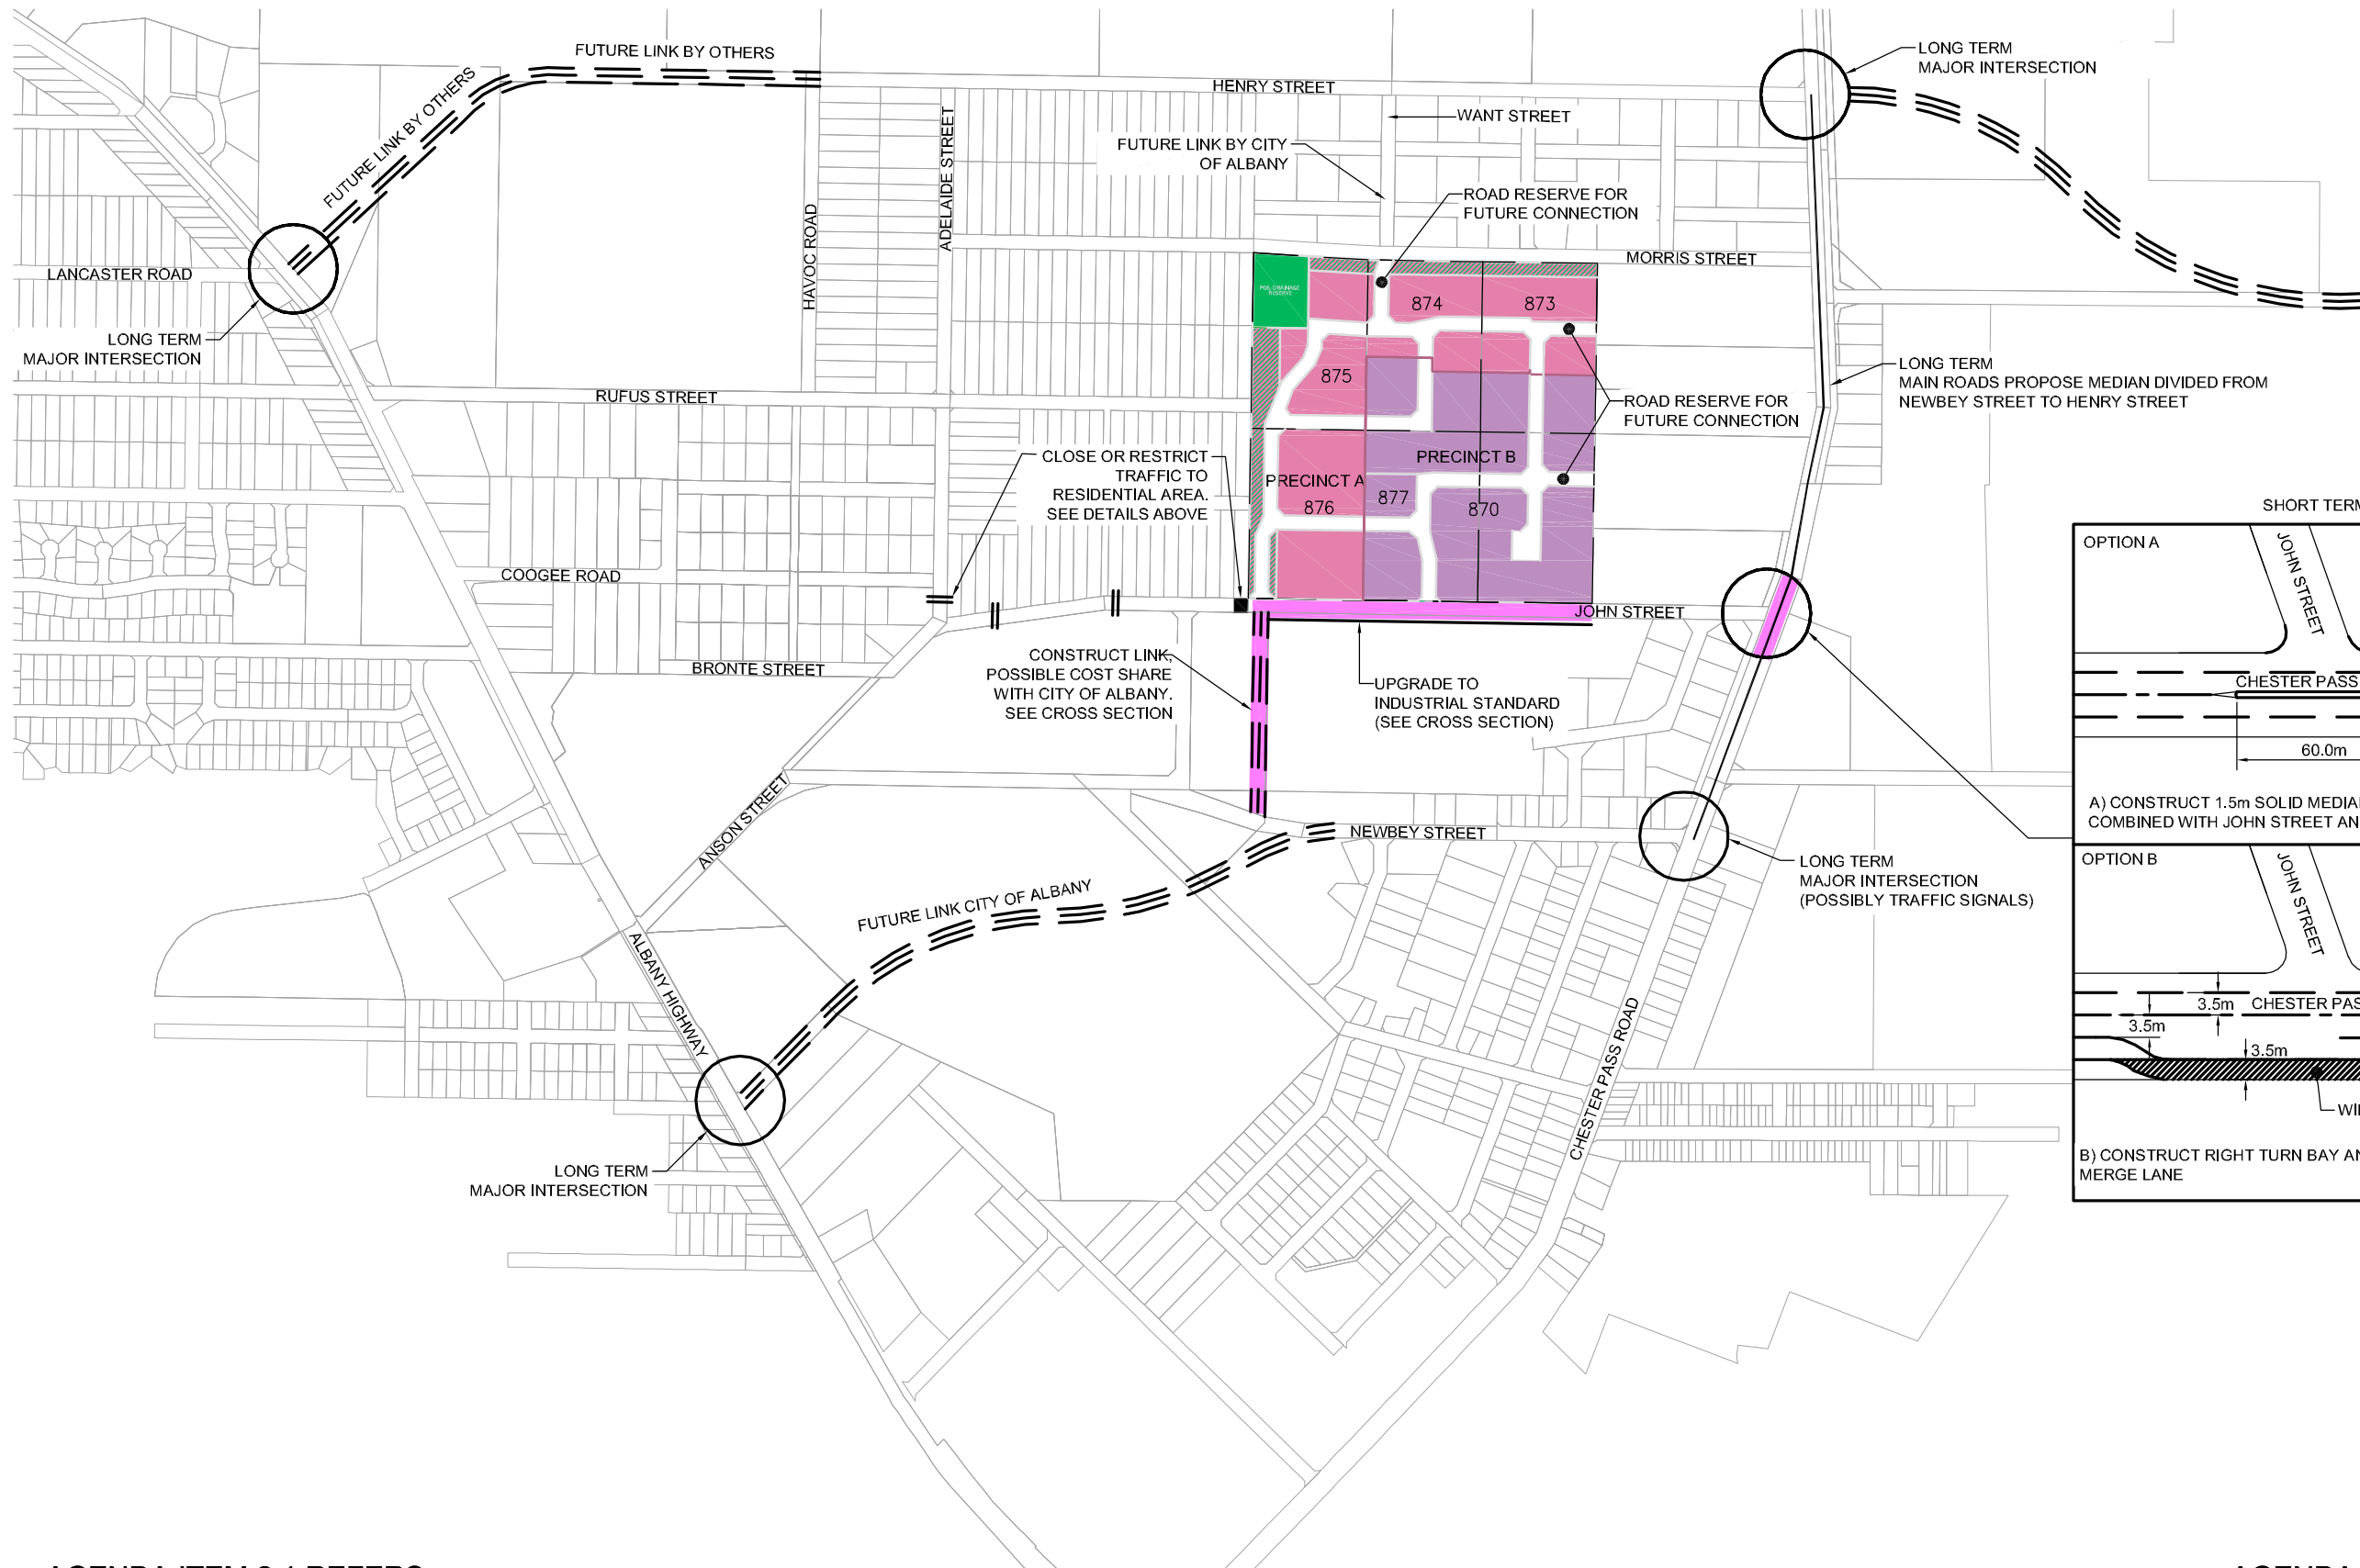 FUTURE LINK BY OTHERS
FUTURE LINK BY OTHERS
HENRY STREET
LONG TERM
MAJOR INTERSECTION
WANT STREET
FUTURE LINK BY CITY
OF ALBANY
ADELAIDE STREET
HAVOC ROAD
ROAD RESERVE FOR
FUTURE CONNECTION
LANCASTER ROAD
MORRIS STREET
POS/DRAINAGE
RESERVE
874
873
LONG TERM
MAJOR INTERSECTION
875
LONG TERM
MAIN ROADS PROPOSE MEDIAN DIVIDED FROM
NEWBEY STREET TO HENRY STREET
RUFUS STREET
ROAD RESERVE FOR
FUTURE CONNECTION
CLOSE OR RESTRICT
TRAFFIC TO
RESIDENTIAL AREA.
SEE DETAILS ABOVE
PRECINCT B
PRECINCT A
877
876
870
COOGEE ROAD
JOHN STREET
BRONTE STREET
CONSTRUCT LINK,
POSSIBLE COST SHARE
WITH CITY OF ALBANY.
SEE CROSS SECTION
UPGRADE TO
INDUSTRIAL STANDARD
(SEE CROSS SECTION)
ANSON STREET
NEWBEY STREET
LONG TERM
MAJOR INTERSECTION
(POSSIBLY TRAFFIC SIGNALS)
FUTURE LINK CITY OF ALBANY
ALBANY HIGHWAY
CHESTER PASS ROAD
LONG TERM
MAJOR INTERSECTION
SHORT TERM
OPTION A
JOHN STREET
CHESTER PASS
60.0m
A) CONSTRUCT 1.5m SOLID MEDIAN
COMBINED WITH JOHN STREET AN
OPTION B
JOHN STREET
3.5m
CHESTER PAS
3.5m
3.5m
WI
B) CONSTRUCT RIGHT TURN BAY AN
MERGE LANE